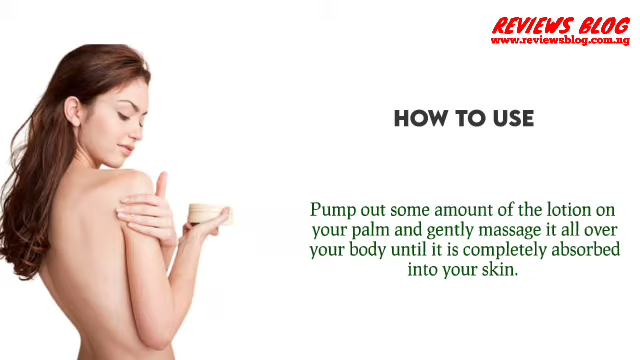 REVIEWS BLOG
www.reviewsblog.com.ng
HOW TO USE
Pump out some amount of the lotion on
your palm and gently massage it all over
your body until it is completely absorbed
into your skin.